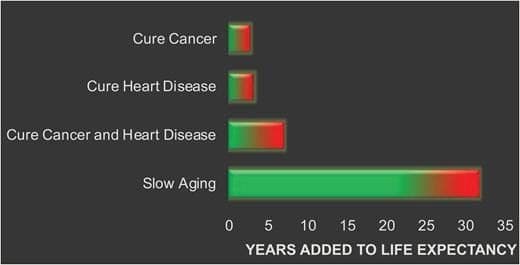 Cure Cancer
Cure Heart Disease
Cure Cancer and Heart Disease
Slow Aging
0 5 10 15 20 25 30 35
YEARS ADDED TO LIFE EXPECTANCY